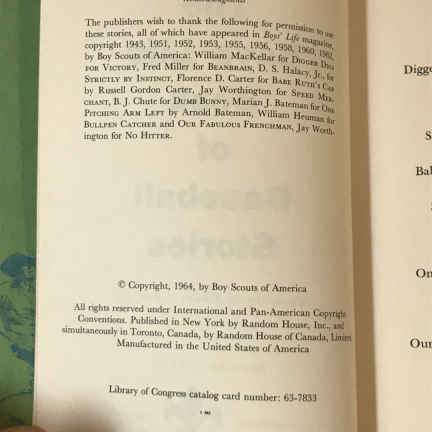 The publishers wish to thank the following for permission to use
these stories, all of which have appeared in Boys' Life magazine,
copyright 1943, 1951, 1952, 1953, 1955, 1956, 1958, 1960, 1962,
by Boy Scouts of America: William MacKellar for DIGGER DIGS
FOR VICTORY, Fred Miller for BEANBRAIN, D. S. Halacy, Jr., for
STRICTLY BY INSTINCT, Florence D. Carter for BABE RUTH'S CAP
by Russell Gordon Carter, Jay Worthington for SPEED MER-
CHANT, B. J. Chute for DUMB BUNNY, Marian J. Bateman for ONE
PITCHING ARM LEFT by Arnold Bateman, William Heuman for
BULLPEN CATCHER and OUR FABULOUS FRENCHMAN, Jay Worth-
ington for NO HITTER.
© Copyright, 1964, by Boy Scouts of America
All rights reserved under International and Pan-American Copyright
Conventions. Published in New York by Random House, Inc., and
simultaneously in Toronto, Canada, by Random House of Canada, Limited
Manufactured in the United States of America
Library of Congress catalog card number: 63-7833
Digge
S
Bal
On
Our